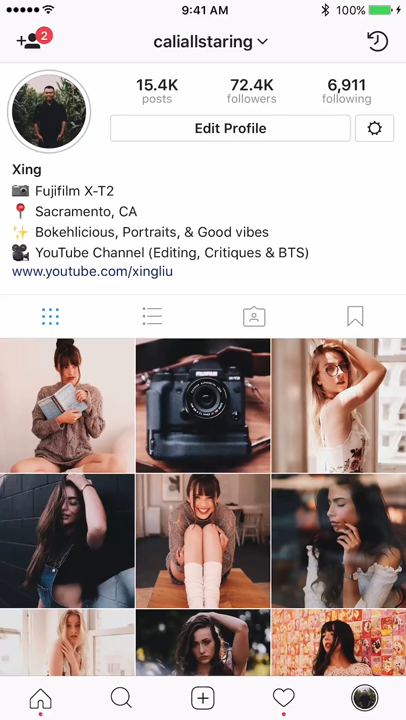 9:41 AM
100%
2
caliallstaring
15.4K
posts
72.4K
followers
6,911
following
Edit Profile
Xing
Fujifilm X-T2
Sacramento, CA
Bokehlicious, Portraits, & Good vibes
YouTube Channel (Editing, Critiques & BTS)
www.youtube.com/xingliu
FUJIFILM